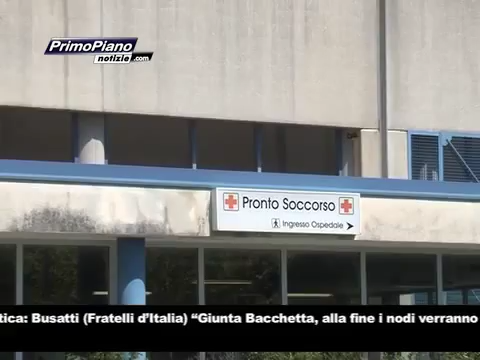 PrimoPiano
notizie.com
Pronto Soccorso
Ingresso Ospedale
tica: Busatti (Fratelli d'Italia) “Giunta Bacchetta, alla fine i nodi verranno